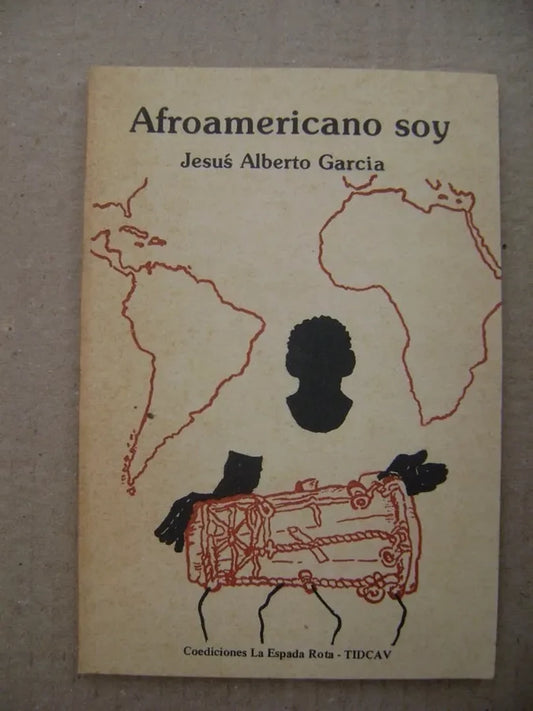 Afroamericano soy
Jesuś Alberto Garcia
Coediciones La Espada Rota - TIDCAV